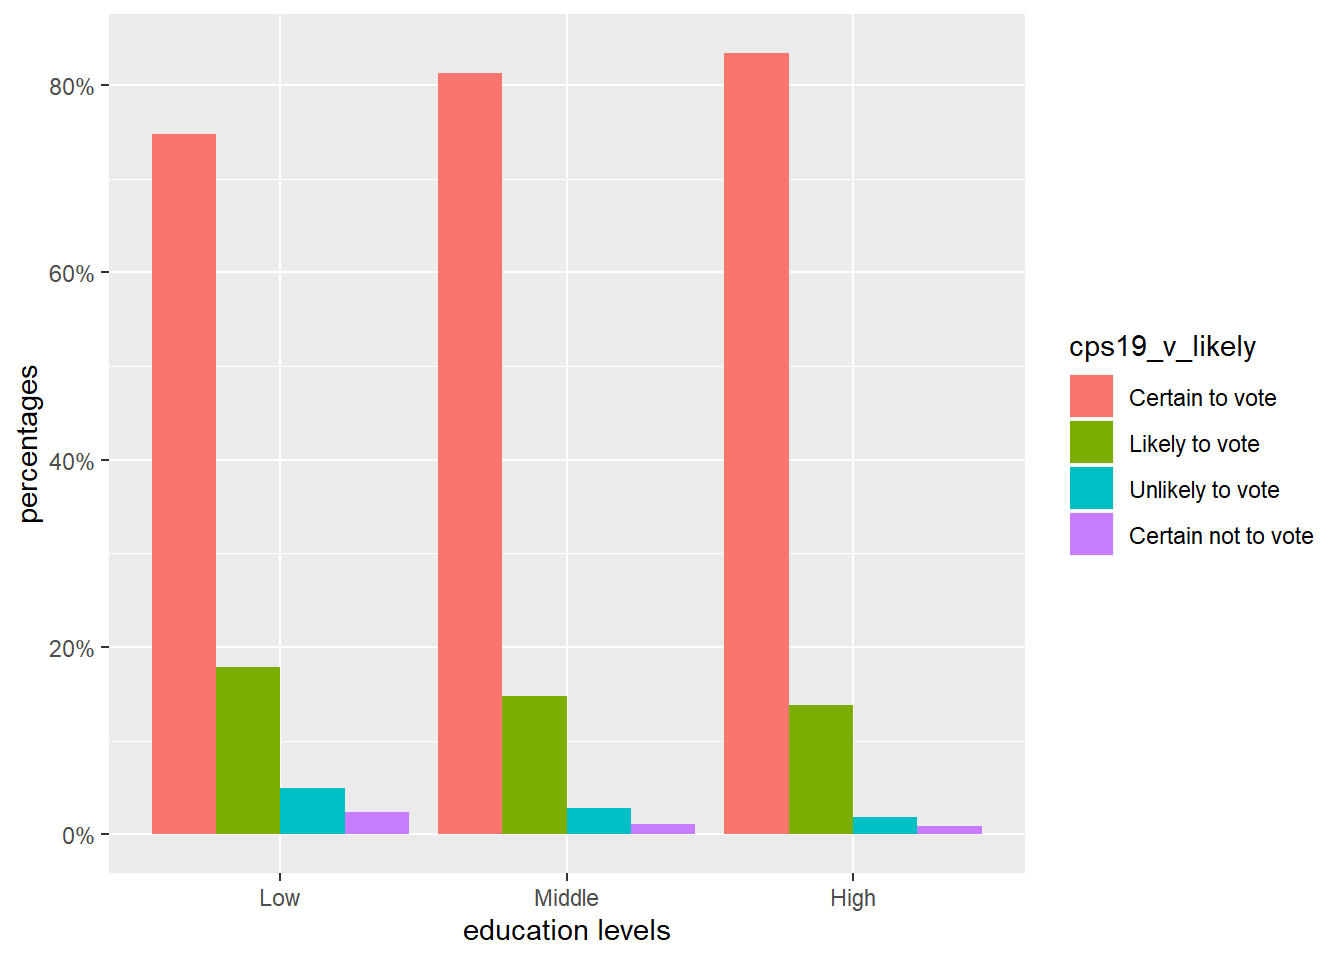 80%
60%
40%
20%
0%
percentages
Low
Middle
High
education levels
cps19_v_likely
Certain to vote
Likely to vote
Unlikely to vote
Certain not to vote